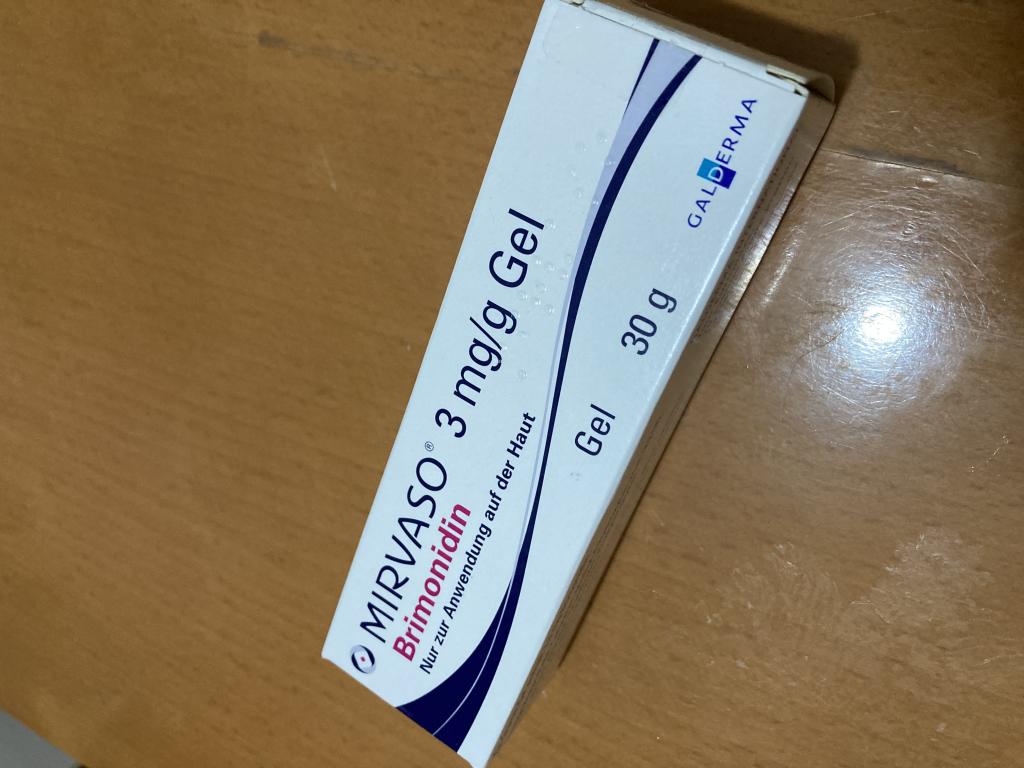 MIRVASO® 3 mg/g Gel
Brimonidin
Nur zur Anwendung auf der Haut
Gel 30 g
GALDERMA